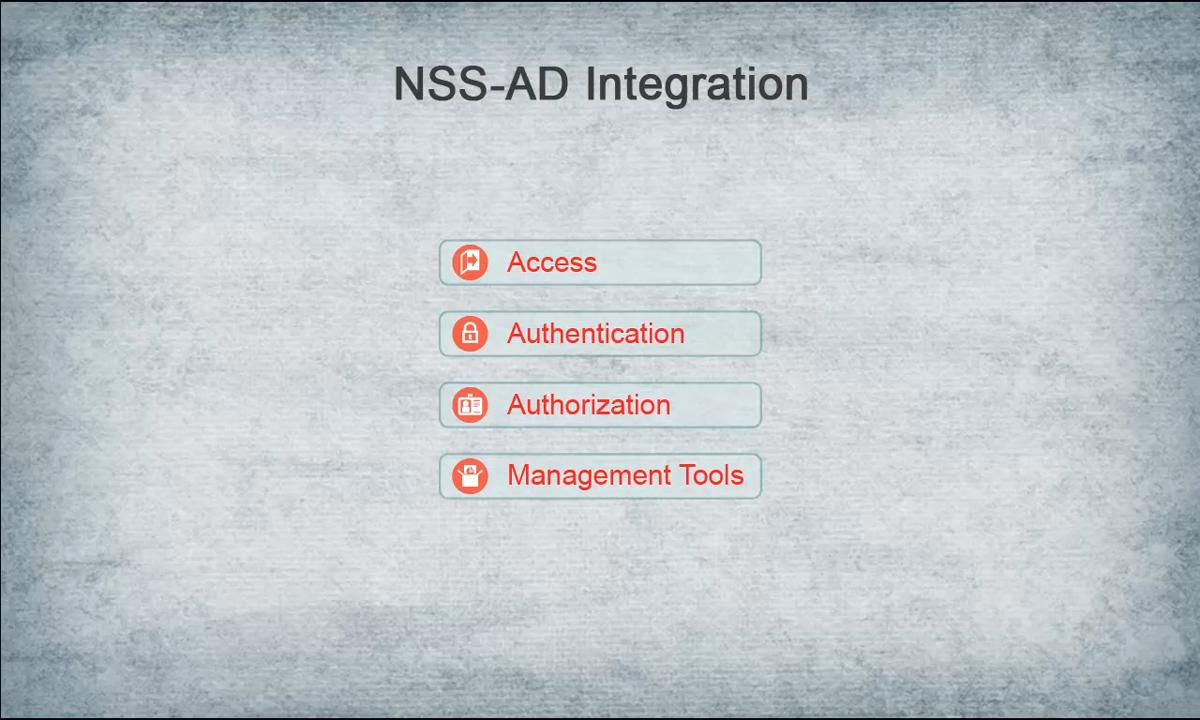 NSS-AD Integration
Access
Authentication
Authorization
Management Tools